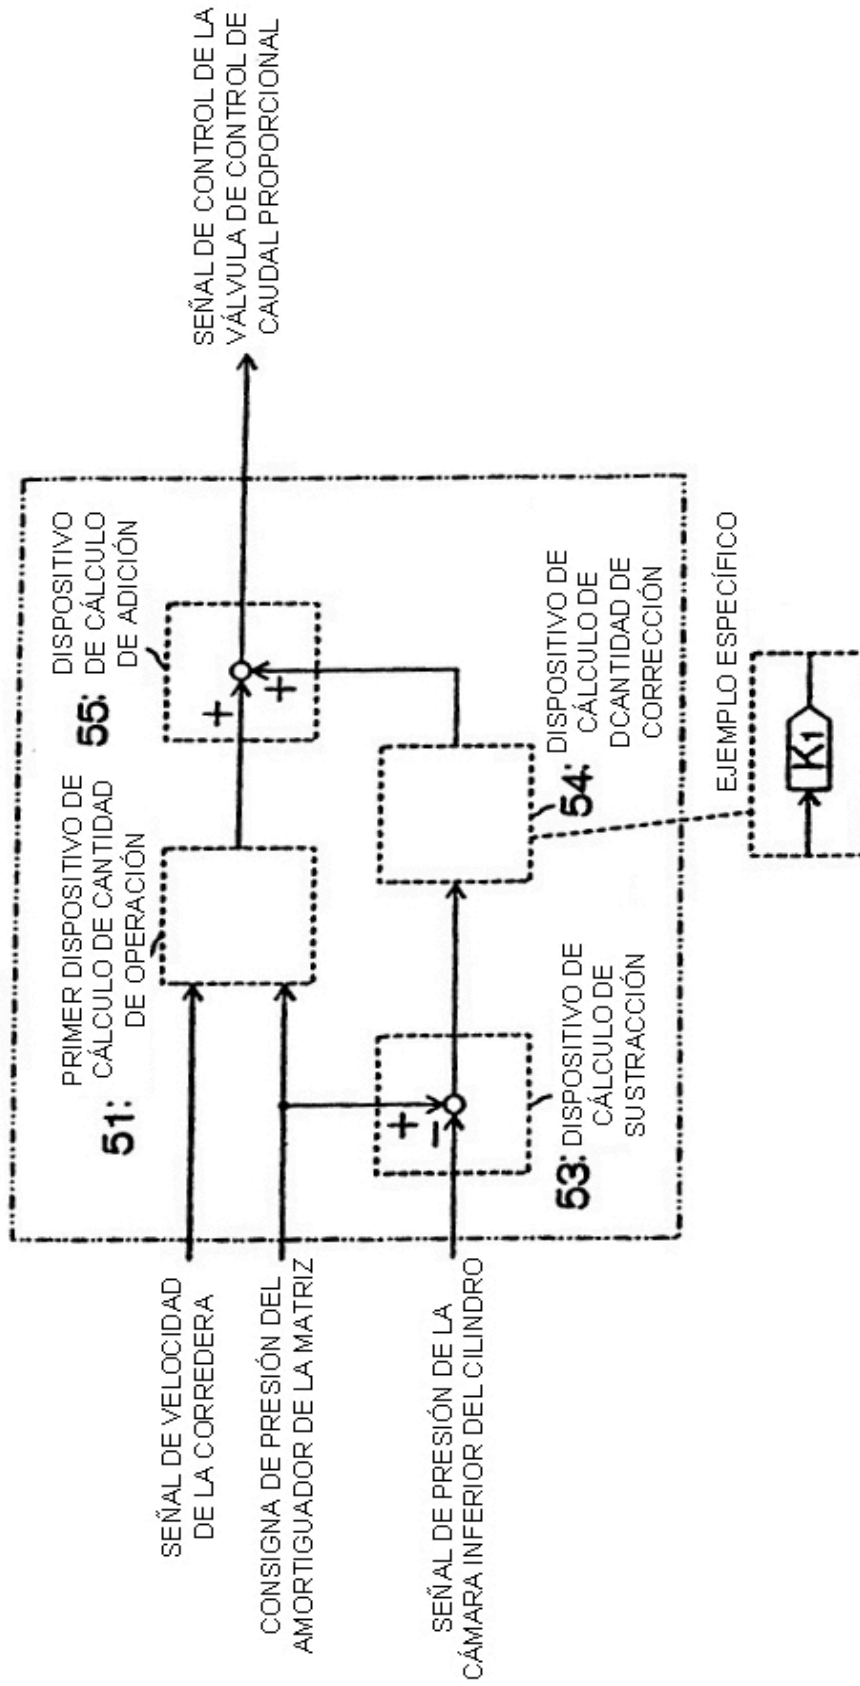 SEÑAL DE VELOCIDAD
DE LA CORREDERA
CONSIGNA DE PRESIÓN DEL
AMORTIGUADOR DE LA MATRIZ
SEÑAL DE PRESIÓN DE LA
CÁMARA INFERIOR DEL CILINDRO
51:
PRIMER DISPOSITIVO DE
CÁLCULO DE CANTIDAD
DE OPERACIÓN
53: DISPOSITIVO DE
CÁLCULO DE
SUSTRACCIÓN
+
−
54:
DISPOSITIVO DE
CÁLCULO DE
DCANTIDAD DE
CORRECCIÓN
55:
DISPOSITIVO
DE CÁLCULO
DE ADICIÓN
+
+
SEÑAL DE CONTROL DE LA
VÁLVULA DE CONTROL DE
CAUDAL PROPORCIONAL
EJEMPLO ESPECÍFICO
K1